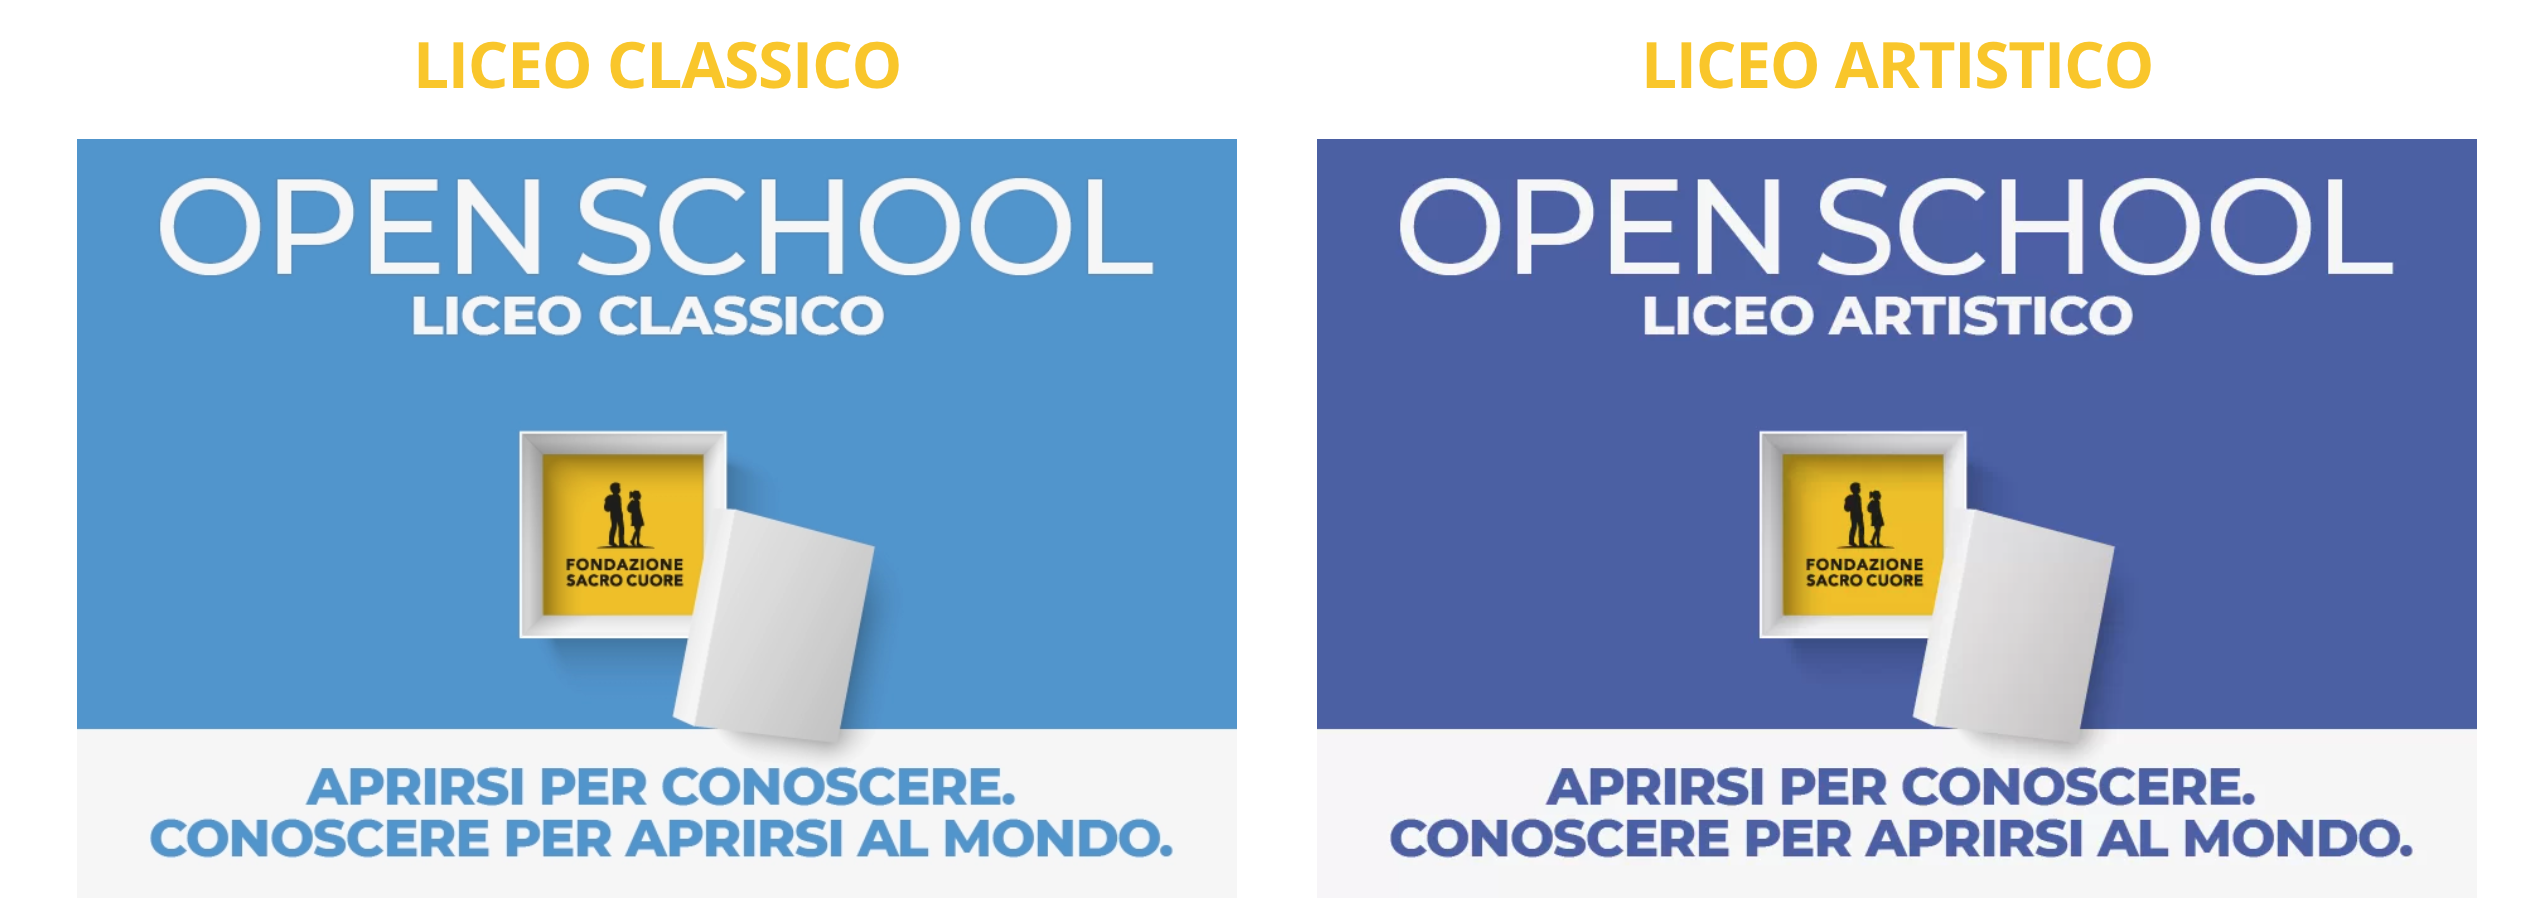 LICEO CLASSICO
OPEN SCHOOL
LICEO CLASSICO
FONDAZIONE
SACRO CUORE
APRIRSI PER CONOSCERE.
CONOSCERE PER APRIRSI AL MONDO.
LICEO ARTISTICO
OPEN SCHOOL
LICEO ARTISTICO
FONDAZIONE
SACRO CUORE
APRIRSI PER CONOSCERE.
CONOSCERE PER APRIRSI AL MONDO.